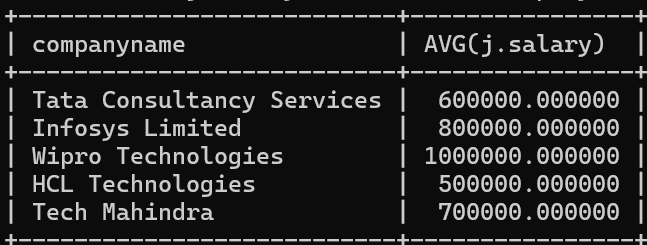 +---------------------------+----------------+
| companyname               | AVG(j.salary)  |
+---------------------------+----------------+
| Tata Consultancy Services |  600000.000000 |
| Infosys Limited           |  800000.000000 |
| Wipro Technologies        | 1000000.000000 |
| HCL Technologies          |  500000.000000 |
| Tech Mahindra             |  700000.000000 |
+---------------------------+----------------+